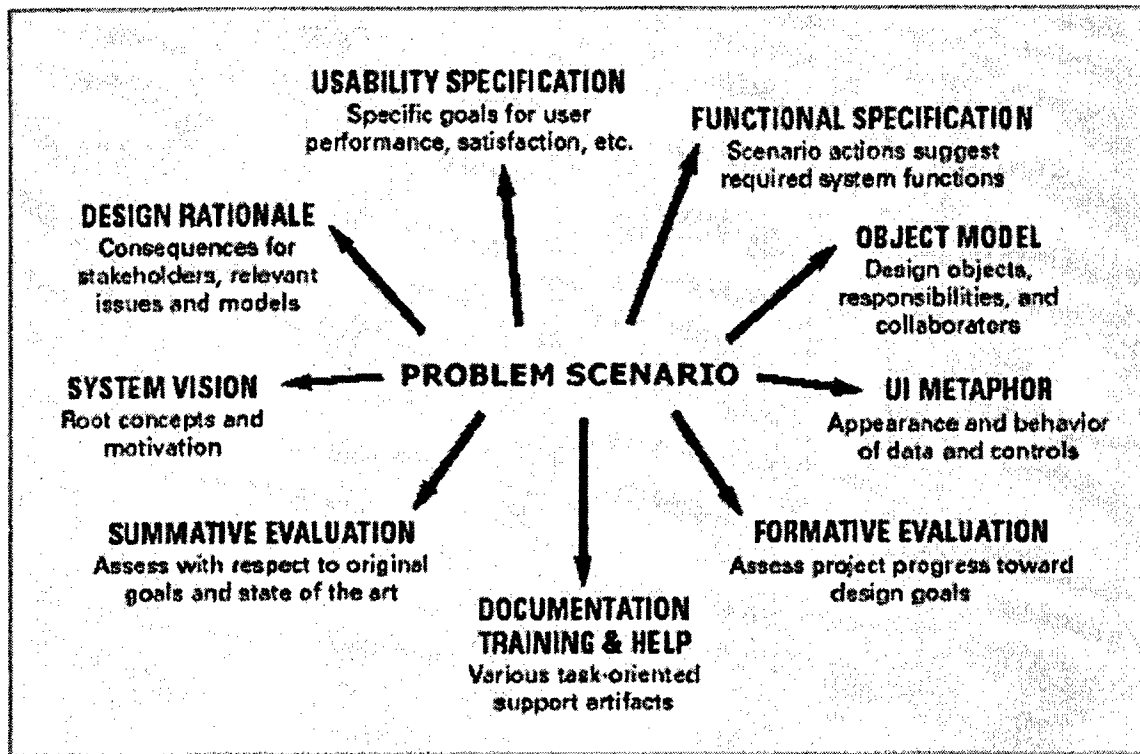 USABILITY SPECIFICATION
Specific goals for user
performance, satisfaction, etc.
FUNCTIONAL SPECIFICATION
Scenario actions suggest
required system functions
DESIGN RATIONALE
Consequences for
stakeholders, relevant
issues and models
OBJECT MODEL
Design objects,
responsibilities, and
collaborators
SYSTEM VISION
Root concepts and
motivation
PROBLEM SCENARIO
UI METAPHOR
Appearance and behavior
of data and controls
SUMMATIVE EVALUATION
Assess with respect to original
goals and state of the art
DOCUMENTATION
TRAINING & HELP
Various task-oriented
support artifacts
FORMATIVE EVALUATION
Assess project progress toward
design goals